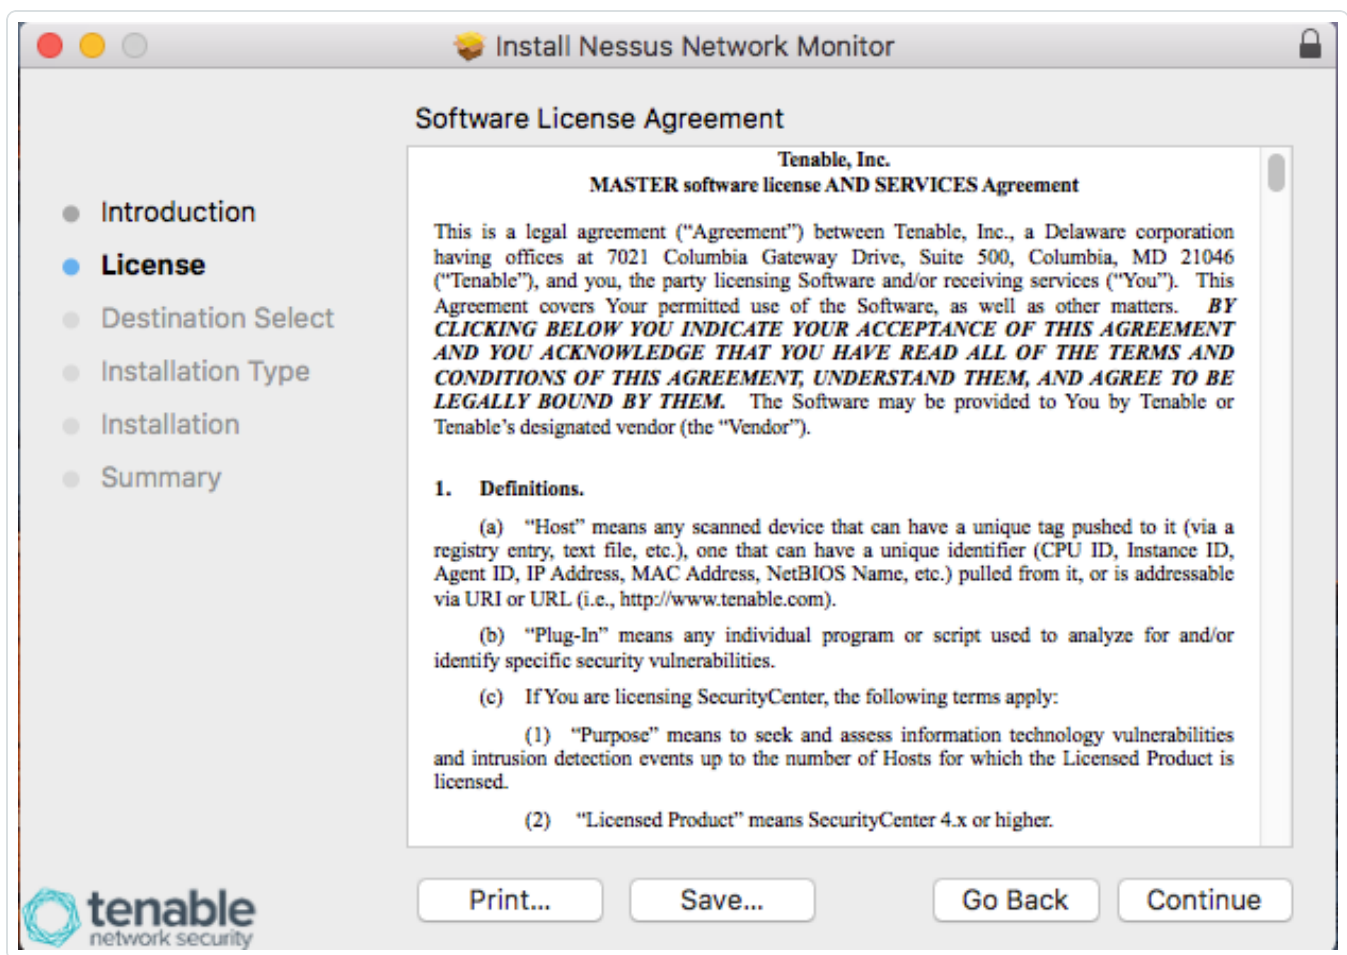 Install Nessus Network Monitor
Software License Agreement
Introduction
License
Destination Select
Installation Type
Installation
Summary
Tenable, Inc.
MASTER software license AND SERVICES Agreement
This is a legal agreement (“Agreement”) between Tenable, Inc., a Delaware corporation
having offices at 7021 Columbia Gateway Drive, Suite 500, Columbia, MD 21046
(“Tenable”), and you, the party licensing Software and/or receiving services (“You”). This
Agreement covers Your permitted use of the Software, as well as other matters. BY
CLICKING BELOW YOU INDICATE YOUR ACCEPTANCE OF THIS AGREEMENT
AND YOU ACKNOWLEDGE THAT YOU HAVE READ ALL OF THE TERMS AND
CONDITIONS OF THIS AGREEMENT, UNDERSTAND THEM, AND AGREE TO BE
LEGALLY BOUND BY THEM. The Software may be provided to You by Tenable or
Tenable’s designated vendor (the “Vendor”).
1. Definitions.
(a) “Host” means any scanned device that can have a unique tag pushed to it (via a
registry entry, text file, etc.), one that can have a unique identifier (CPU ID, Instance ID,
Agent ID, IP Address, MAC Address, NetBIOS Name, etc.) pulled from it, or is addressable
via URI or URL (i.e., http://www.tenable.com).
(b) “Plug-In” means any individual program or script used to analyze for and/or
identify specific security vulnerabilities.
(c) If You are licensing SecurityCenter, the following terms apply:
(1) “Purpose” means to seek and assess information technology vulnerabilities
and intrusion detection events up to the number of Hosts for which the Licensed Product is
licensed.
(2) “Licensed Product” means SecurityCenter 4.x or higher.
tenable
network security
Print...
Save...
Go Back
Continue